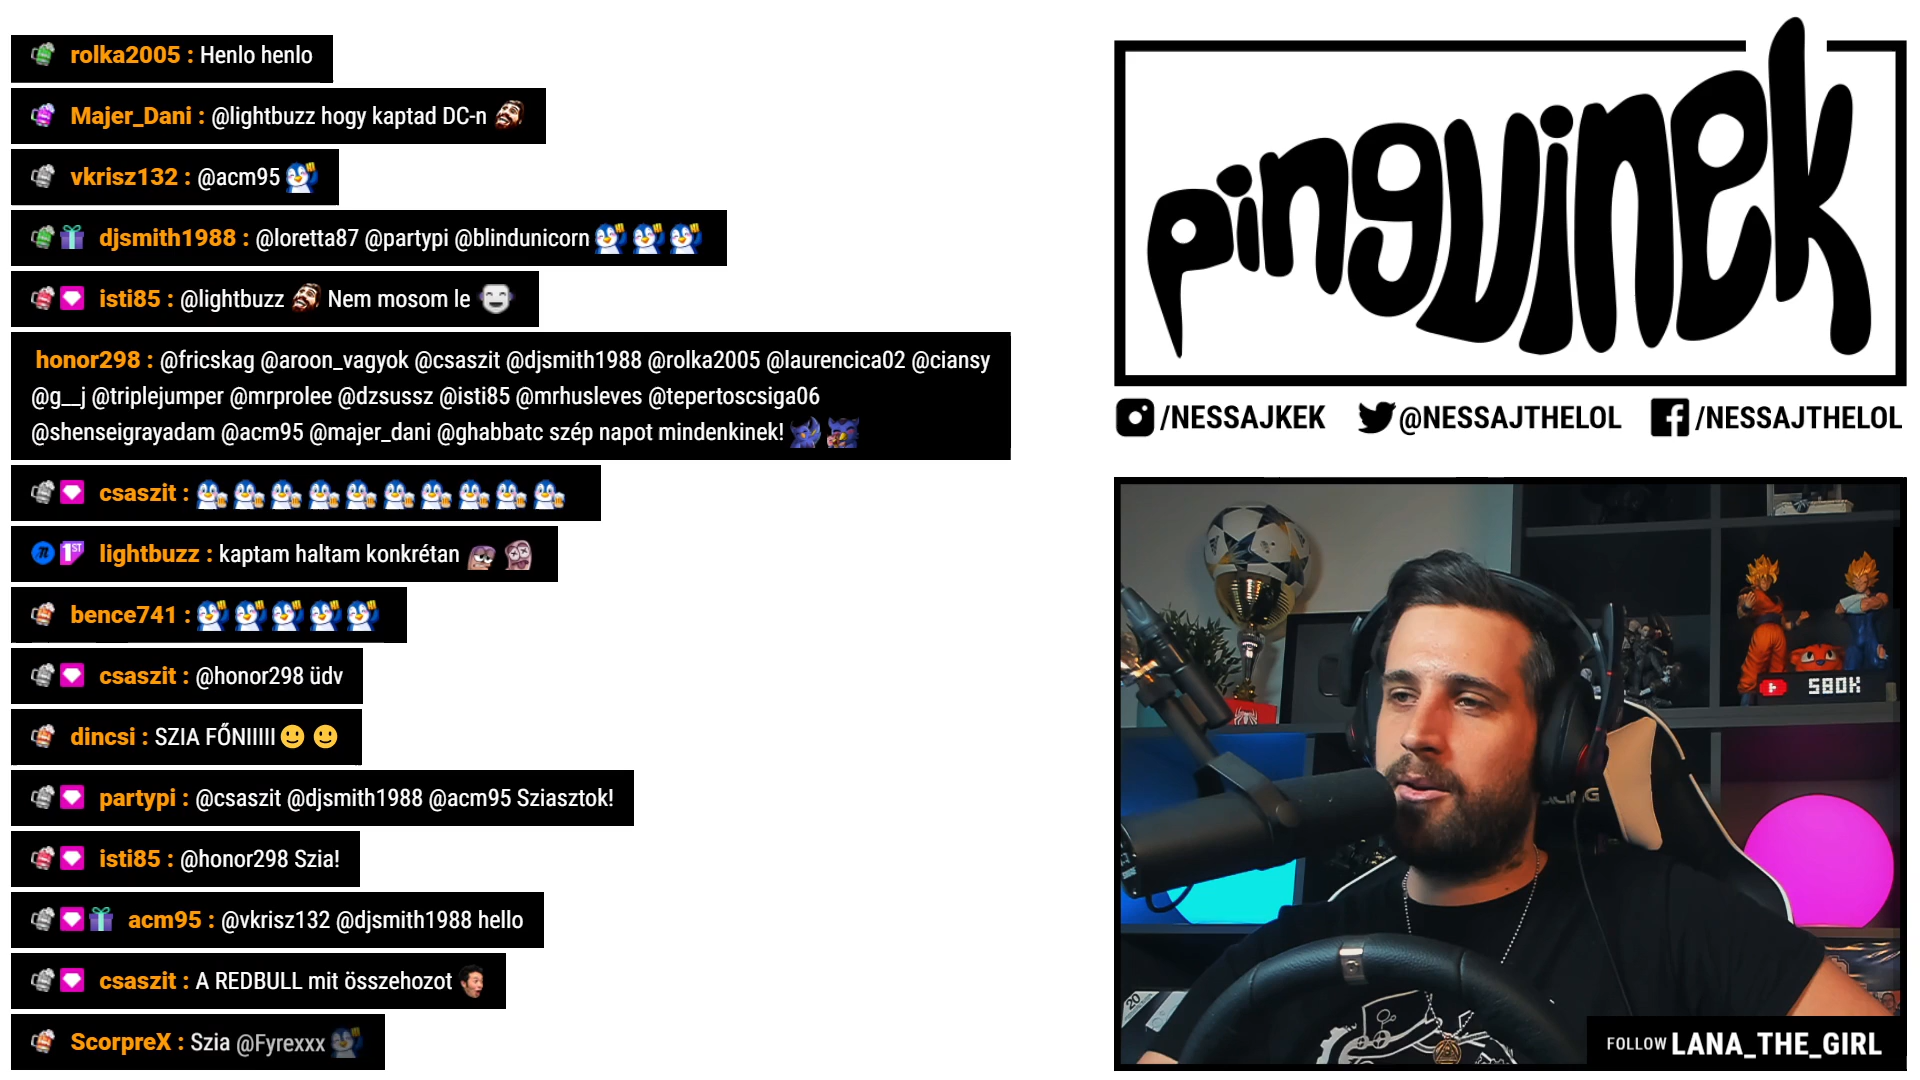 rolka2005 : Henlo henlo
Majer_Dani : @lightbuzz hogy kaptad DC-n
vkrisz132 : @acm95
djsmith1988 : @loretta87 @partypi @blindunicorn
isti85 : @lightbuzz Nem mosom le
honor298 : @fricskag @aroon_vagyok @csaszit @djsmith1988 @rolka2005 @laurencica02 @ciansy
@g__j @triplejumper @mrprolee @dzsussz @isti85 @mrhusleves @tepertoscsiga06
@shenseigrayadam @acm95 @majer_dani @ghabbatc szép napot mindenkinek!
csaszit :
1ST lightbuzz : kaptam haltam konkrétan
bence741 :
csaszit : @honor298 üdv
dincsi : SZIA FŐNIIIII
partypi : @csaszit @djsmith1988 @acm95 Sziasztok!
isti85 : @honor298 Szia!
acm95 : @vkrisz132 @djsmith1988 hello
csaszit : A REDBULL mit összehozot
ScorpreX : Szia @Fyrexxx
pingvinek
/NESSAJKEK @NESSAJTHELOL /NESSAJTHELOL
580K
20
FOLLOW LANA_THE_GIRL